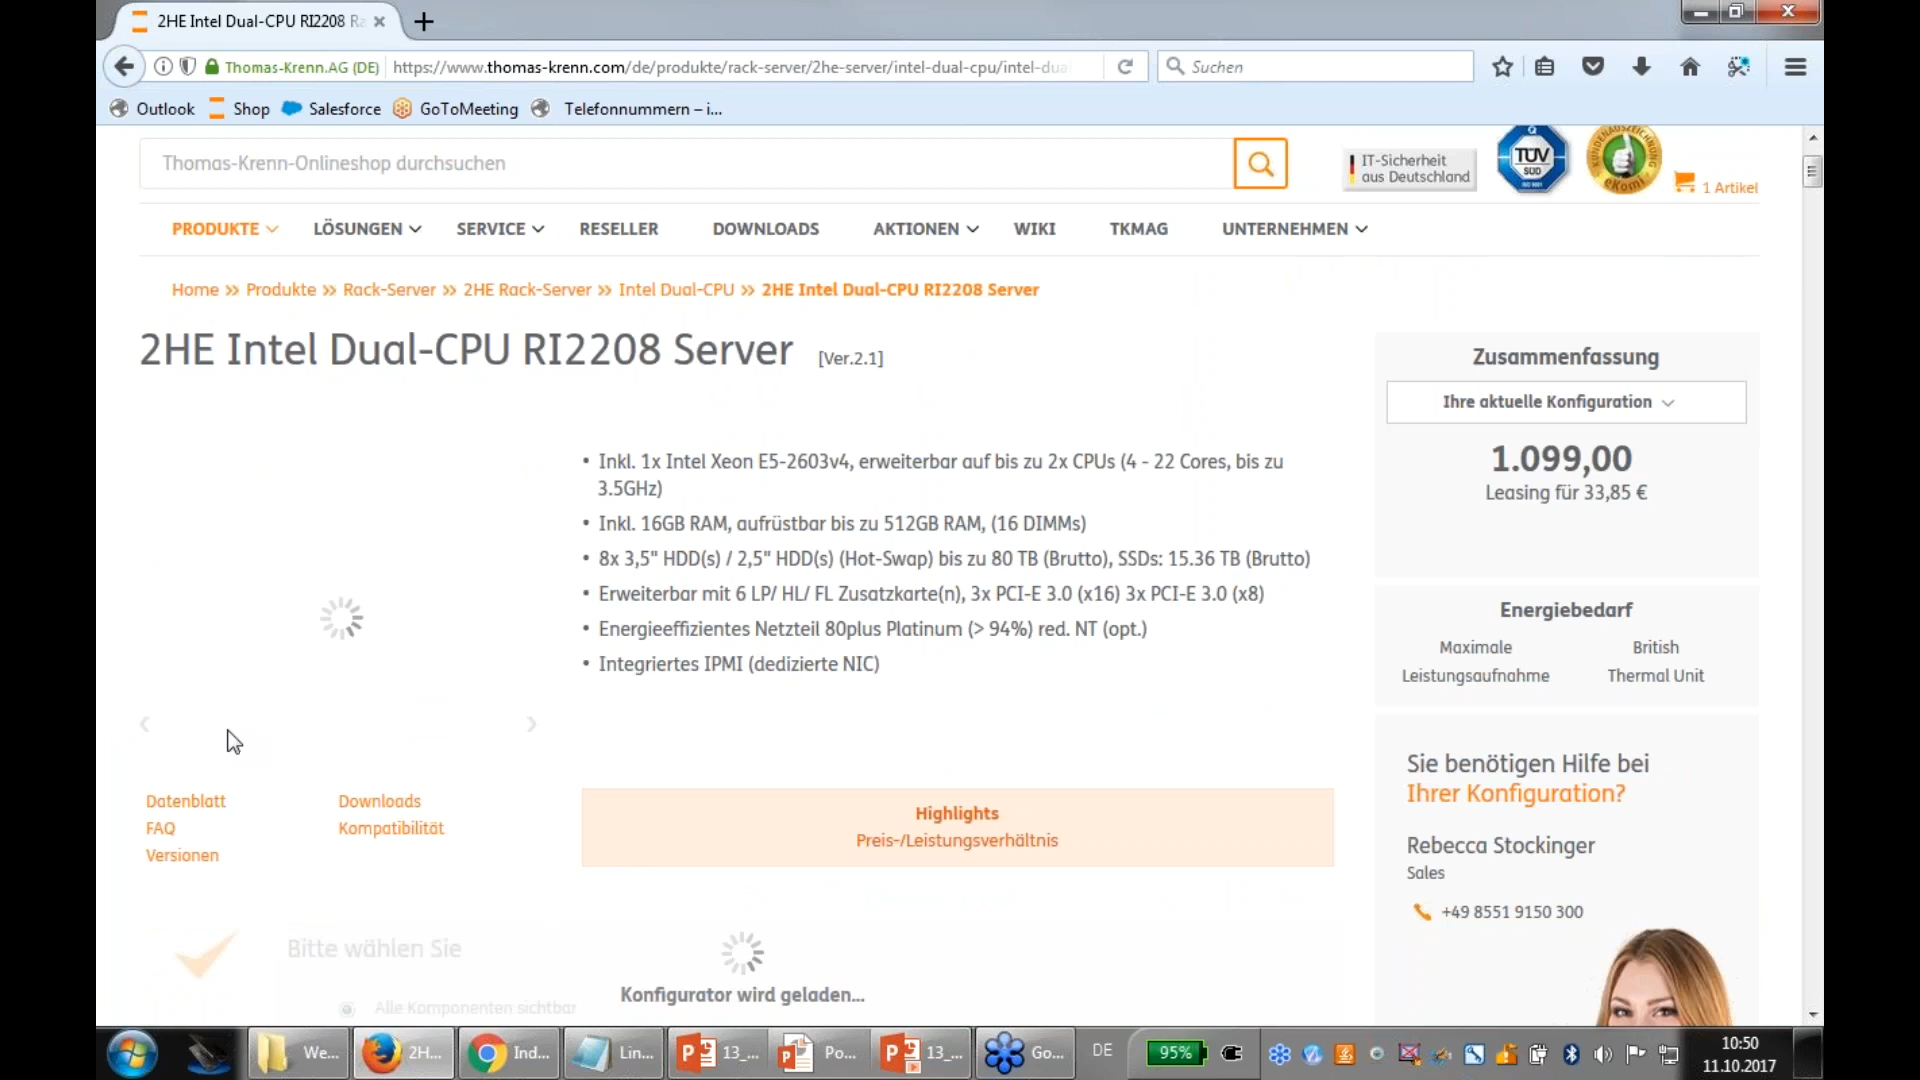 2HE Intel Dual-CPU RI2208 Ra
Thomas-Krenn.AG (DE)
https://www.thomas-krenn.com/de/produkte/rack-server/2he-server/intel-dual-cpu/intel-dua
Suchen
Outlook
Shop
Salesforce
GoToMeeting
Telefonnummern – i...
Thomas-Krenn-Onlineshop durchsuchen
IT-Sicherheit
aus Deutschland
TÜV
SÜD
ISO 9001
KUNDENAUSZEICHNUNG
eKomi
1 Artikel
PRODUKTE
LÖSUNGEN
SERVICE
RESELLER
DOWNLOADS
AKTIONEN
WIKI
TKMAG
UNTERNEHMEN
Home » Produkte » Rack-Server » 2HE Rack-Server » Intel Dual-CPU » 2HE Intel Dual-CPU RI2208 Server
2HE Intel Dual-CPU RI2208 Server [Ver.2.1]
• Inkl. 1x Intel Xeon E5-2603v4, erweiterbar auf bis zu 2x CPUs (4 - 22 Cores, bis zu
3.5GHz)
• Inkl. 16GB RAM, aufrüstbar bis zu 512GB RAM, (16 DIMMs)
• 8x 3,5" HDD(s) / 2,5" HDD(s) (Hot-Swap) bis zu 80 TB (Brutto), SSDs: 15.36 TB (Brutto)
• Erweiterbar mit 6 LP/ HL/ FL Zusatzkarte(n), 3x PCI-E 3.0 (x16) 3x PCI-E 3.0 (x8)
• Energieeffizientes Netzteil 80plus Platinum (> 94%) red. NT (opt.)
• Integriertes IPMI (dedizierte NIC)
Datenblatt
Downloads
FAQ
Kompatibilität
Versionen
Highlights
Preis-/Leistungsverhältnis
Bitte wählen Sie
Alle Komponenten sichtbar
Konfigurator wird geladen...
Zusammenfassung
Ihre aktuelle Konfiguration
1.099,00
Leasing für 33,85 €
Energiebedarf
Maximale
Leistungsaufnahme
British
Thermal Unit
Sie benötigen Hilfe bei
Ihrer Konfiguration?
Rebecca Stockinger
Sales
+49 8551 9150 300
We...
2H...
Ind...
Lin...
13_...
Po...
13_...
Go...
DE
95%
10:50
11.10.2017